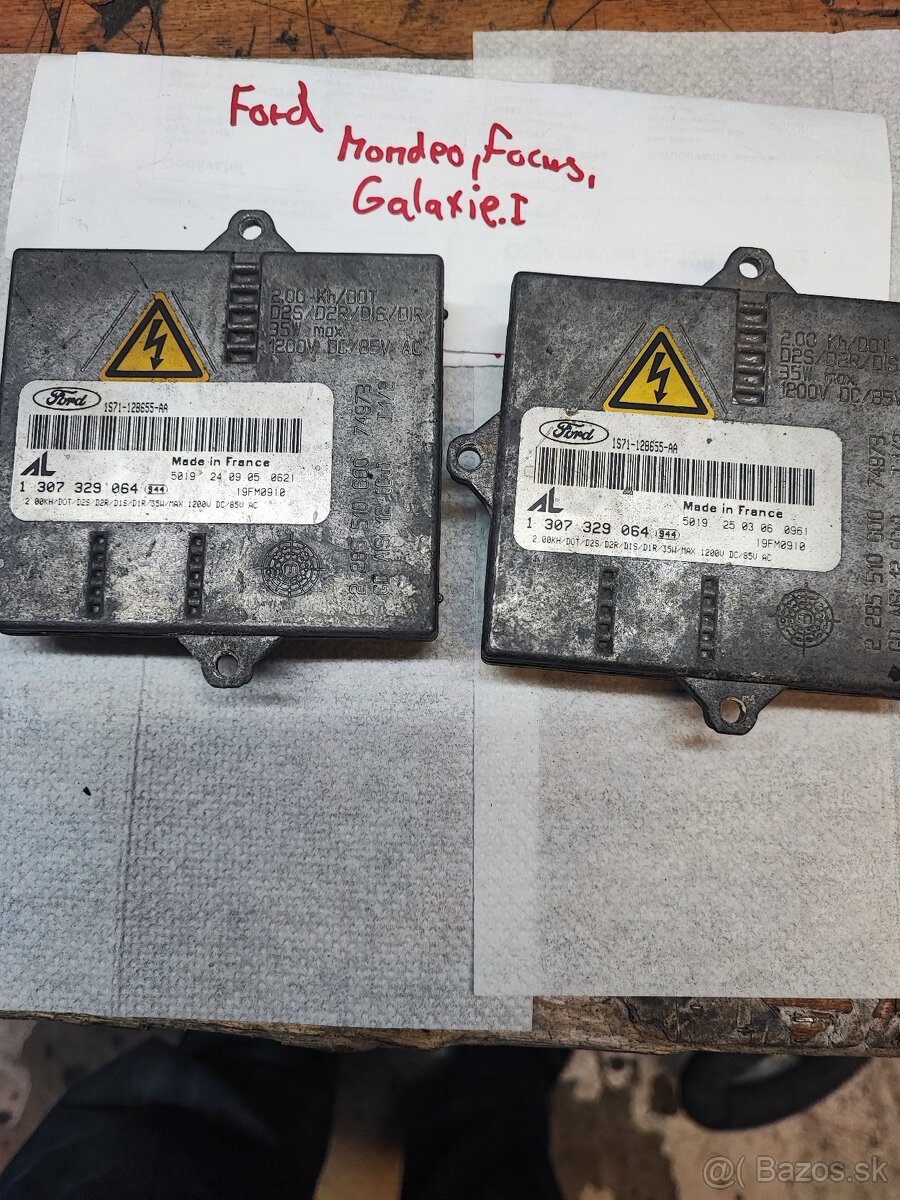 Ford
Mondeo, Focus,
Galaxie. I
2.00 Kh/DOT
D2S/D2R/D1S/D1R
35W max
1200V DC/85V AC
Ford
1S71-12B655-AA
Made in France
AL
5019 24 09 05 0621
1 307 329 064 944
19FM0910
2.00KH/DOT/D2S/D2R/D1S/D1R/35W/MAX 1200V DC/85V AC
2.00 Kh/DOT
D2S/D2R/D1S
35W max
1200V DC/85V
Ford
1S71-12B655-AA
Made in France
AL
5019 25 03 06 0961
1 307 329 064 944
19FM0910
2.00KH/DOT/D2S/D2R/D1S/D1R/35W/MAX 1200V DC/85V AC
2 285 510 600 74973
@( Bazos.sk